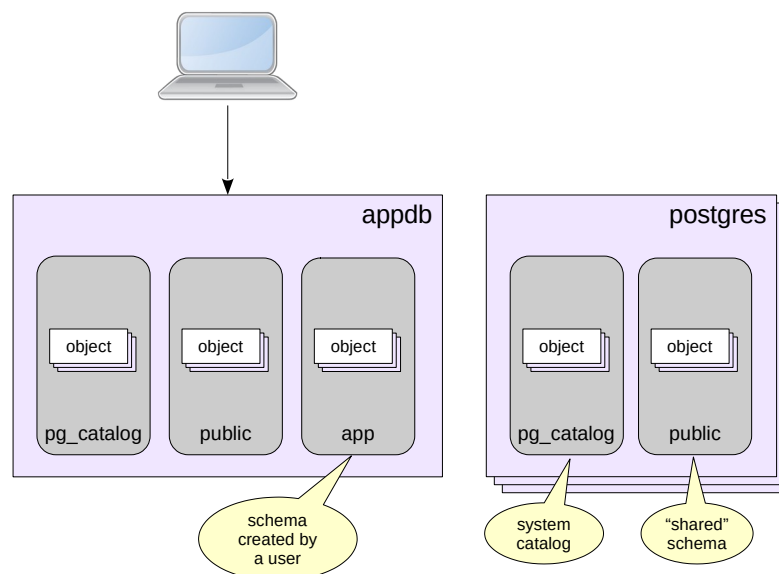 appdb
postgres
object
object
object
object
object
pg_catalog
public
app
pg_catalog
public
schema
created by
a user
system
catalog
“shared”
schema